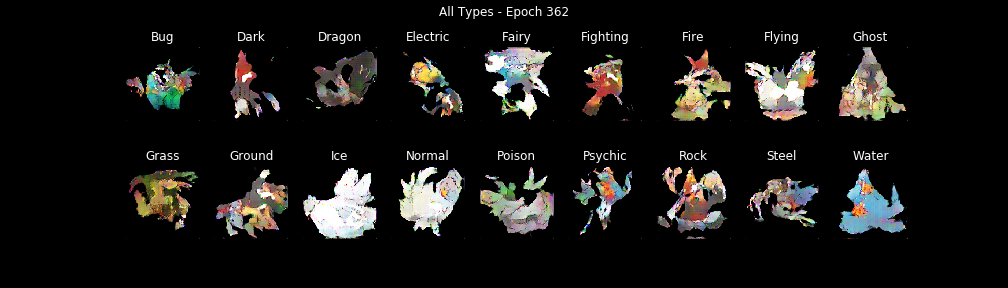 All Types - Epoch 362
Bug Dark Dragon Electric Fairy Fighting Fire Flying Ghost
Grass Ground Ice Normal Poison Psychic Rock Steel Water